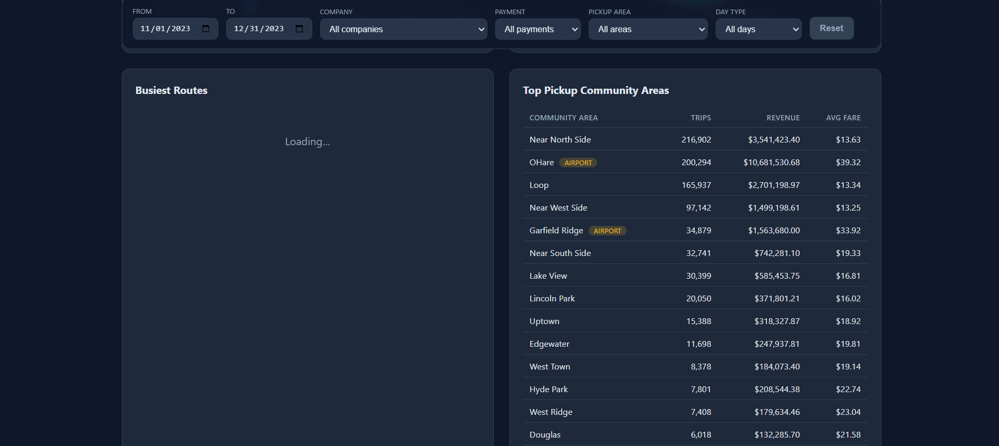 FROM TO COMPANY PAYMENT PICKUP AREA DAY TYPE
11/01/2023 12/31/2023 All companies All payments All areas All days Reset
Busiest Routes
Loading...
Top Pickup Community Areas
COMMUNITY AREA TRIPS REVENUE AVG FARE
Near North Side 216,902 $3,541,423.40 $13.63
OHare AIRPORT 200,294 $10,681,530.68 $39.32
Loop 165,937 $2,701,198.97 $13.34
Near West Side 97,142 $1,499,198.61 $13.25
Garfield Ridge AIRPORT 34,879 $1,563,680.00 $33.92
Near South Side 32,741 $742,281.10 $19.33
Lake View 30,399 $585,453.75 $16.81
Lincoln Park 20,050 $371,801.21 $16.02
Uptown 15,388 $318,327.87 $18.92
Edgewater 11,698 $247,937.81 $19.81
West Town 8,378 $184,073.40 $19.14
Hyde Park 7,801 $208,544.38 $22.74
West Ridge 7,408 $179,634.46 $23.04
Douglas 6,018 $132,285.70 $21.58